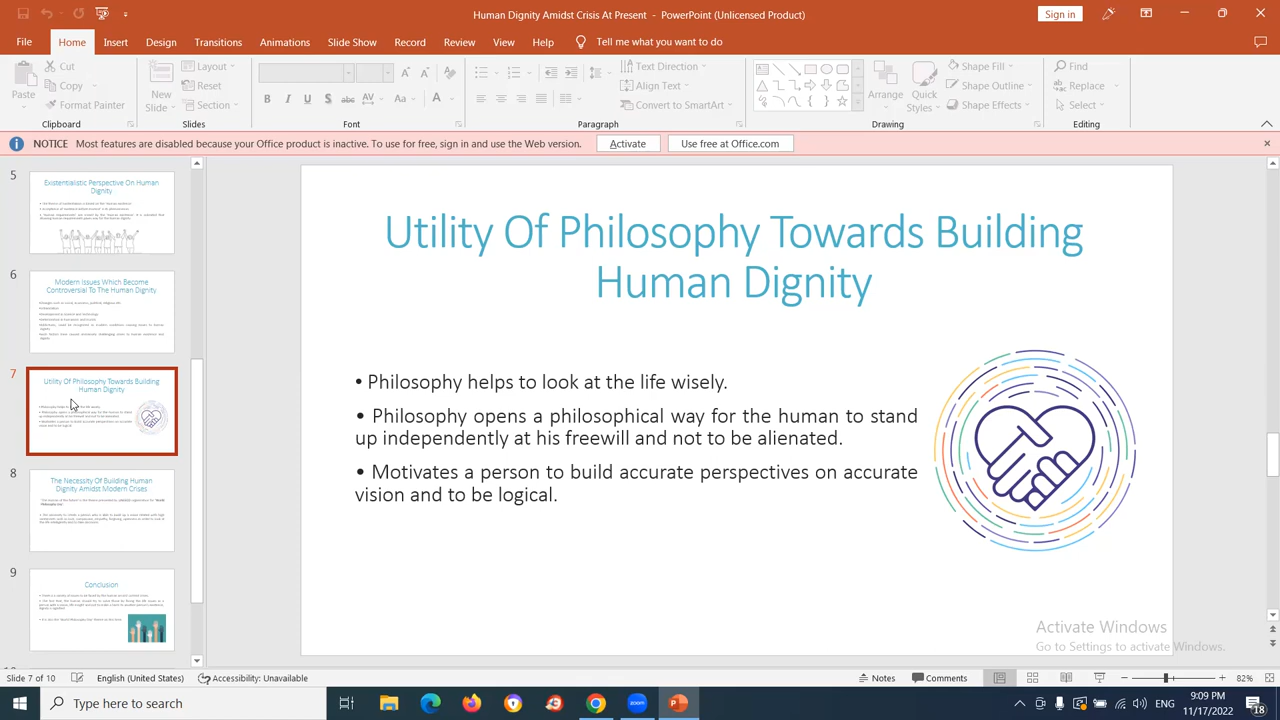 Human Dignity Amidst Crisis At Present - PowerPoint (Unlicensed Product)
Sign in
File Home Insert Design Transitions Animations Slide Show Record Review View Help Tell me what you want to do
Paste
Cut
Copy
Format Painter
Clipboard
New Slide
Layout
Reset
Section
Slides
B I U S abc AV Aa A
Font
Text Direction
Align Text
Convert to SmartArt
Paragraph
Arrange
Quick Styles
Shape Fill
Shape Outline
Shape Effects
Drawing
Find
Replace
Select
Editing
NOTICE Most features are disabled because your Office product is inactive. To use for free, sign in and use the Web version. Activate Use free at Office.com
5
Existentialistic Perspective On Human
Dignity
6
Modern Issues Which Become
Controversial To The Human Dignity
7
Utility Of Philosophy Towards Building
Human Dignity
8
The Necessity Of Building Human
Dignity Amidst Modern Crises
9
Conclusion
Utility Of Philosophy Towards Building
Human Dignity
• Philosophy helps to look at the life wisely.
• Philosophy opens a philosophical way for the human to stand
up independently at his freewill and not to be alienated.
• Motivates a person to build accurate perspectives on accurate
vision and to be logical.
Activate Windows
Go to Settings to activate Windows.
Slide 7 of 10 English (United States) Accessibility: Unavailable Notes Comments 82%
Type here to search
zoom
ENG
9:09 PM
11/17/2022
18